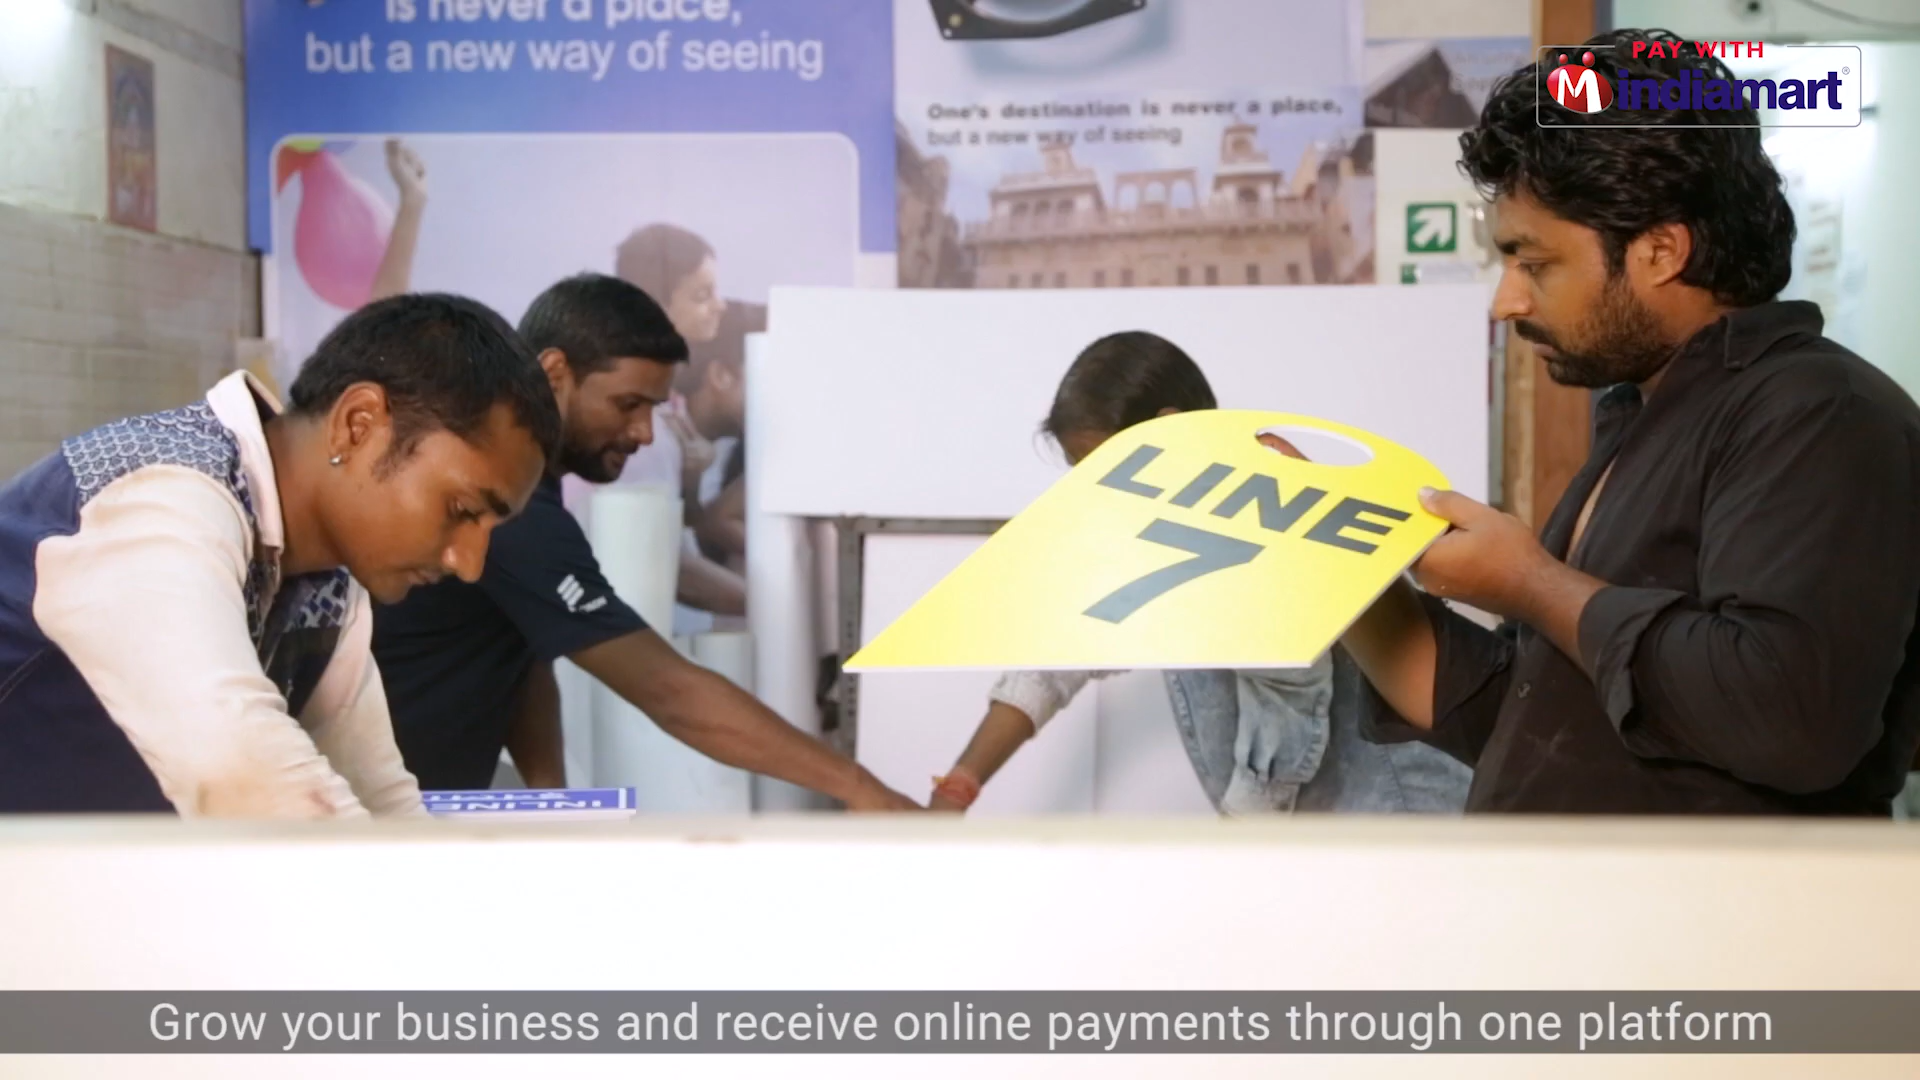 is never a place,
but a new way of seeing
One's destination is never a place,
but a new way of seeing
PAY WITH
indiamart
LINE
7
INLINE
Grow your business and receive online payments through one platform